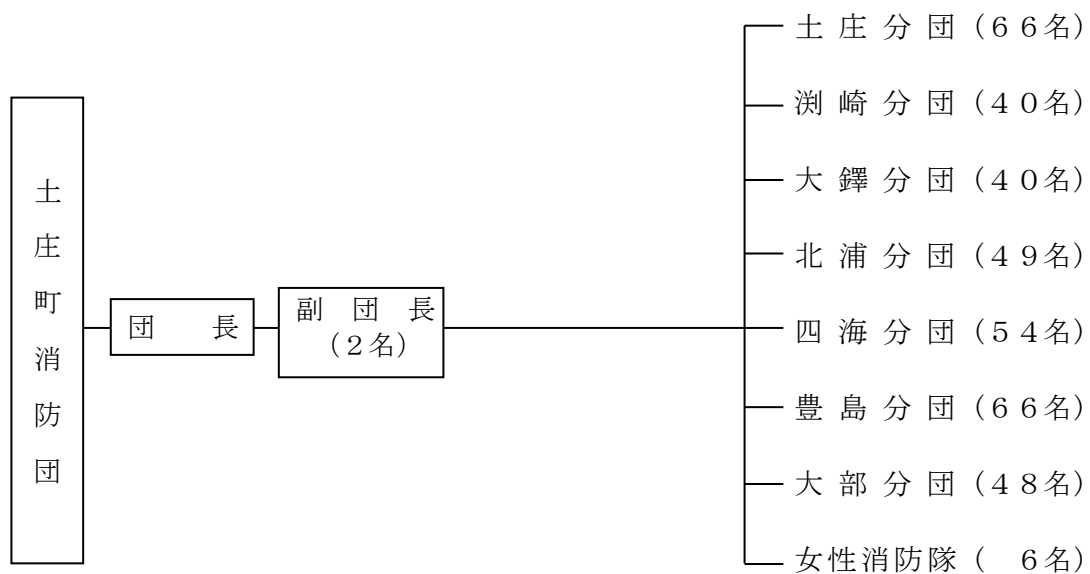 土庄町消防団
団　　長
副　団　長
（２名）
土 庄 分 団（６６名）
渕 崎 分 団（４０名）
大 鐸 分 団（４０名）
北 浦 分 団（４９名）
四 海 分 団（５４名）
豊 島 分 団（６６名）
大 部 分 団（４８名）
女性消防隊（　６名）